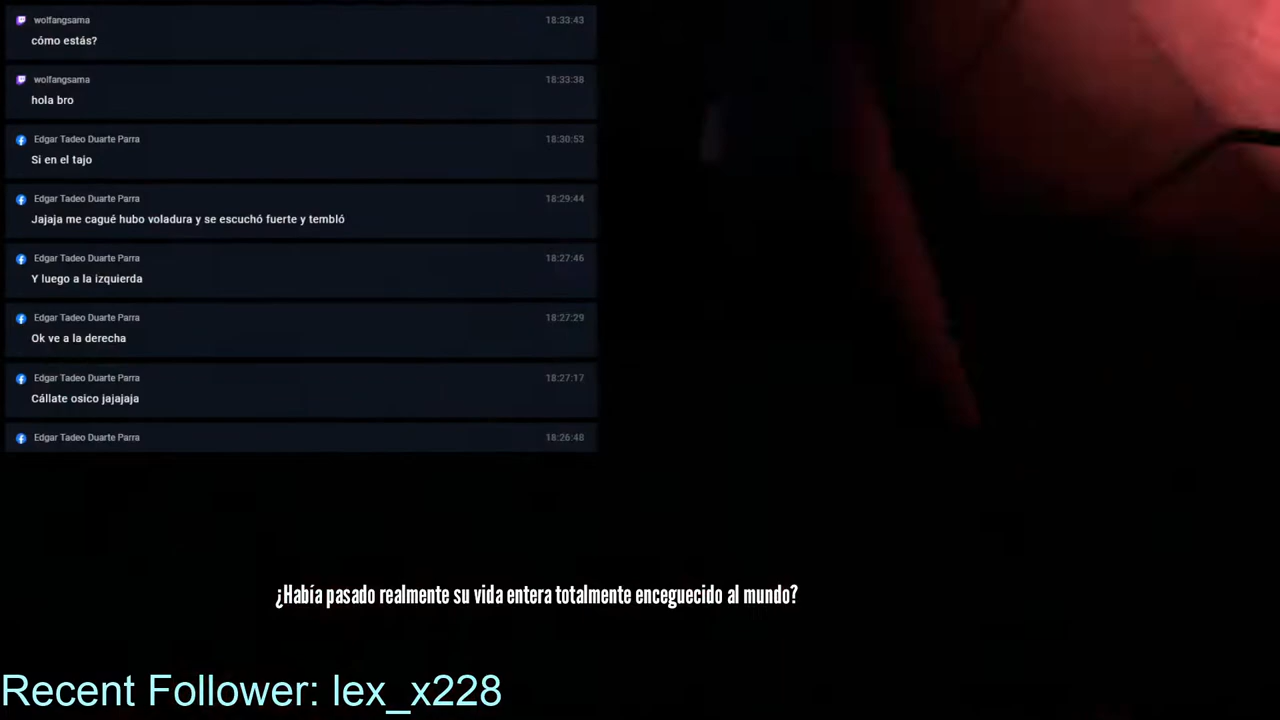 wolfangsama 18:33:43
cómo estás?
wolfangsama 18:33:38
hola bro
Edgar Tadeo Duarte Parra 18:30:53
Si en el tajo
Edgar Tadeo Duarte Parra 18:29:44
Jajaja me cagué hubo voladura y se escuchó fuerte y tembló
Edgar Tadeo Duarte Parra 18:27:46
Y luego a la izquierda
Edgar Tadeo Duarte Parra 18:27:29
Ok ve a la derecha
Edgar Tadeo Duarte Parra 18:27:17
Cállate osico jajajaja
Edgar Tadeo Duarte Parra 18:26:48
¿Había pasado realmente su vida entera totalmente enceguecido al mundo?
Recent Follower: lex_x228